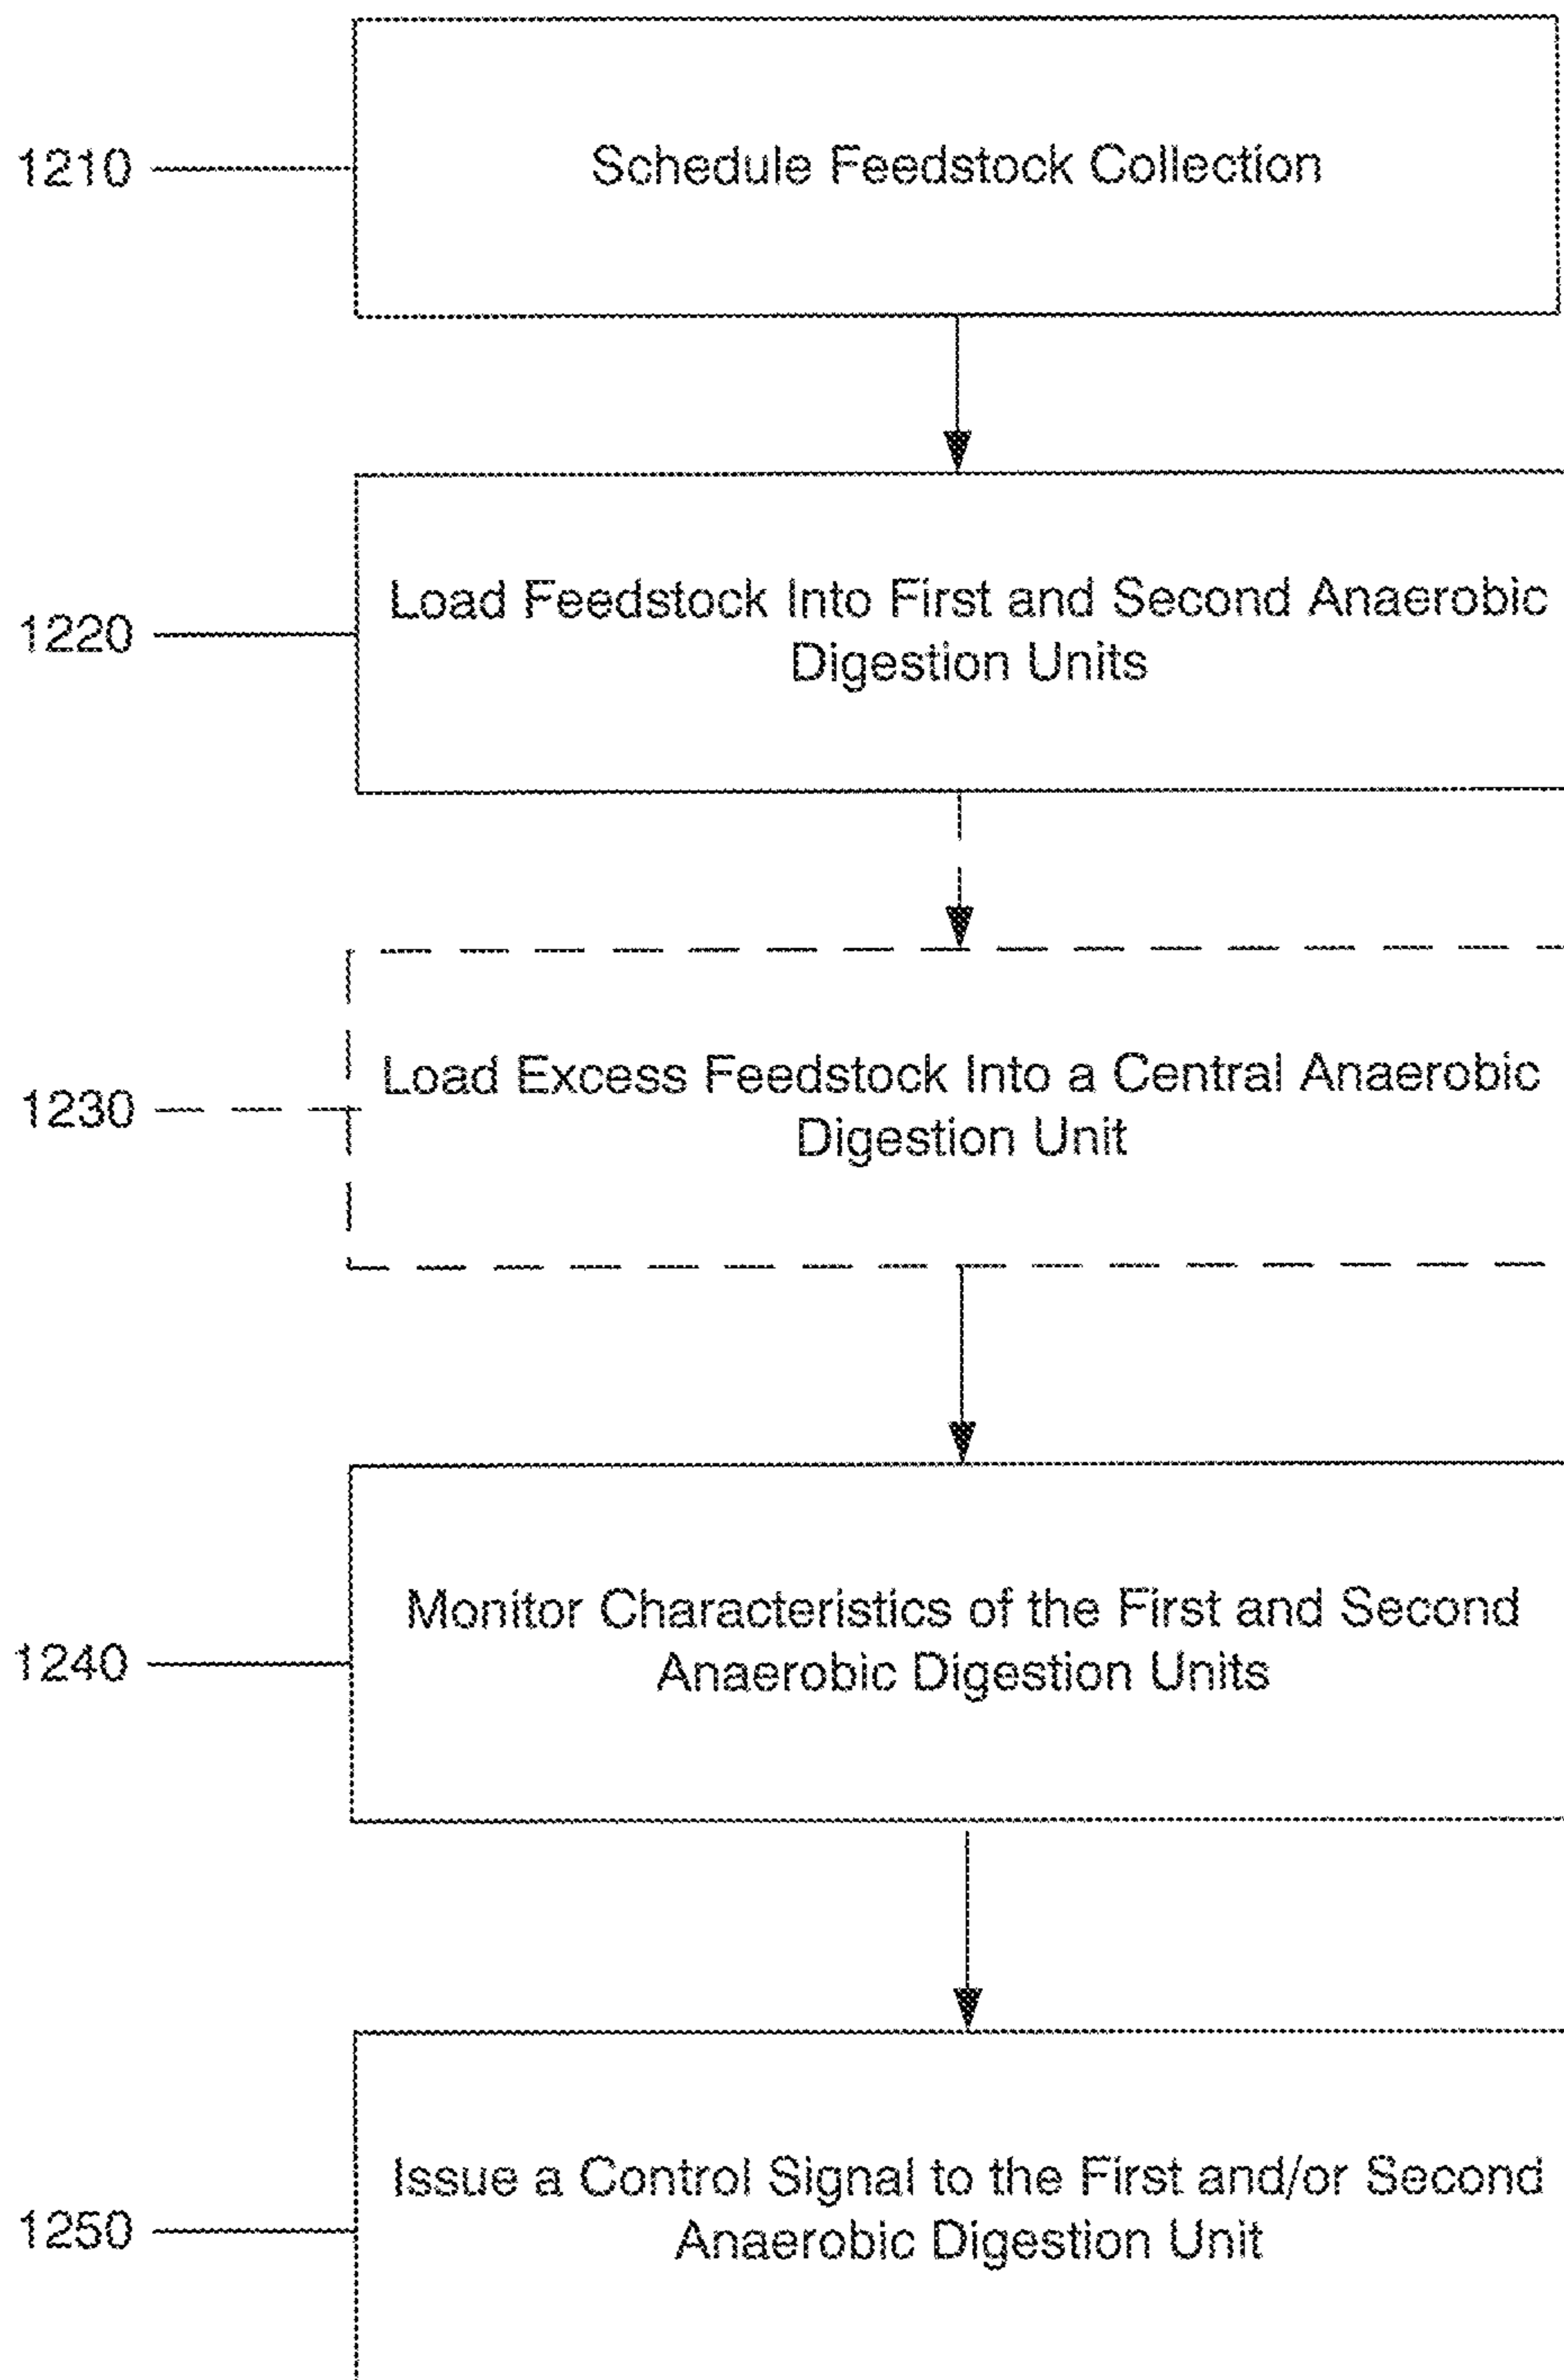 1210
Schedule Feedstock Collection
1220
Load Feedstock Into First and Second Anaerobic
Digestion Units
1230
Load Excess Feedstock Into a Central Anaerobic
Digestion Unit
1240
Monitor Characteristics of the First and Second
Anaerobic Digestion Units
1250
Issue a Control Signal to the First and/or Second
Anaerobic Digestion Unit